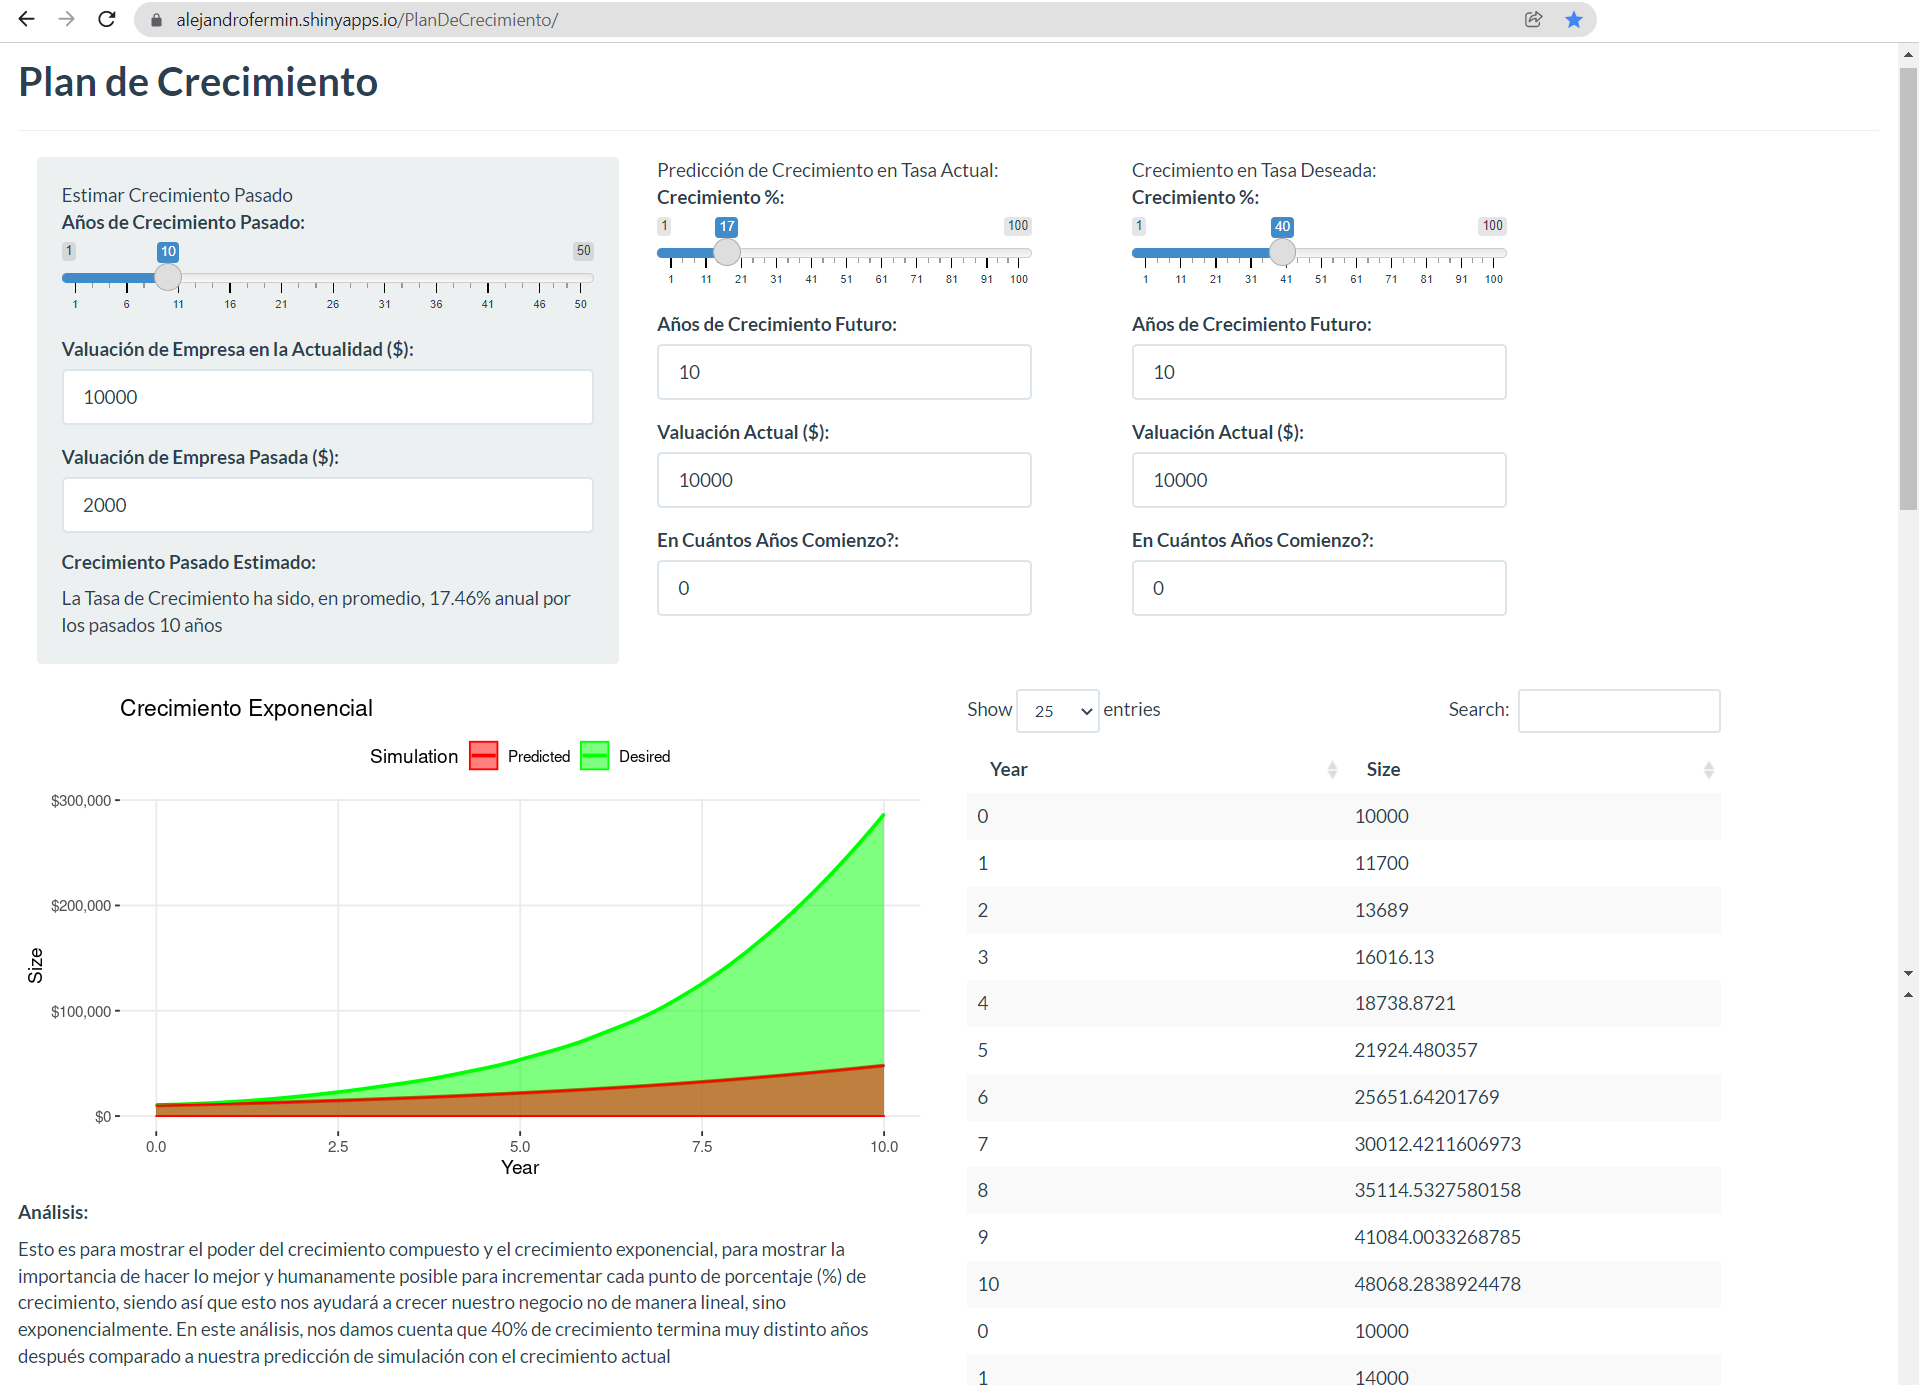 alejandrofermin.shinyapps.io/PlanDeCrecimiento/
Plan de Crecimiento
Estimar Crecimiento Pasado
Años de Crecimiento Pasado:
1 10 50
1 6 11 16 21 26 31 36 41 46 50
Valuación de Empresa en la Actualidad ($):
10000
Valuación de Empresa Pasada ($):
2000
Crecimiento Pasado Estimado:
La Tasa de Crecimiento ha sido, en promedio, 17.46% anual por
los pasados 10 años
Predicción de Crecimiento en Tasa Actual:
Crecimiento %:
1 17 100
1 11 21 31 41 51 61 71 81 91 100
Años de Crecimiento Futuro:
10
Valuación Actual ($):
10000
En Cuántos Años Comienzo?:
0
Crecimiento en Tasa Deseada:
Crecimiento %:
1 40 100
1 11 21 31 41 51 61 71 81 91 100
Años de Crecimiento Futuro:
10
Valuación Actual ($):
10000
En Cuántos Años Comienzo?:
0
Crecimiento Exponencial
Simulation Predicted Desired
$300,000
$200,000
$100,000
$0
Size
0.0 2.5 5.0 7.5 10.0
Year
Análisis:
Esto es para mostrar el poder del crecimiento compuesto y el crecimiento exponencial, para mostrar la
importancia de hacer lo mejor y humanamente posible para incrementar cada punto de porcentaje (%) de
crecimiento, siendo así que esto nos ayudará a crecer nuestro negocio no de manera lineal, sino
exponencialmente. En este análisis, nos damos cuenta que 40% de crecimiento termina muy distinto años
después comparado a nuestra predicción de simulación con el crecimiento actual
Show 25 entries
Search:
Year Size
0 10000
1 11700
2 13689
3 16016.13
4 18738.8721
5 21924.480357
6 25651.64201769
7 30012.4211606973
8 35114.5327580158
9 41084.0033268785
10 48068.2838924478
0 10000
1 14000